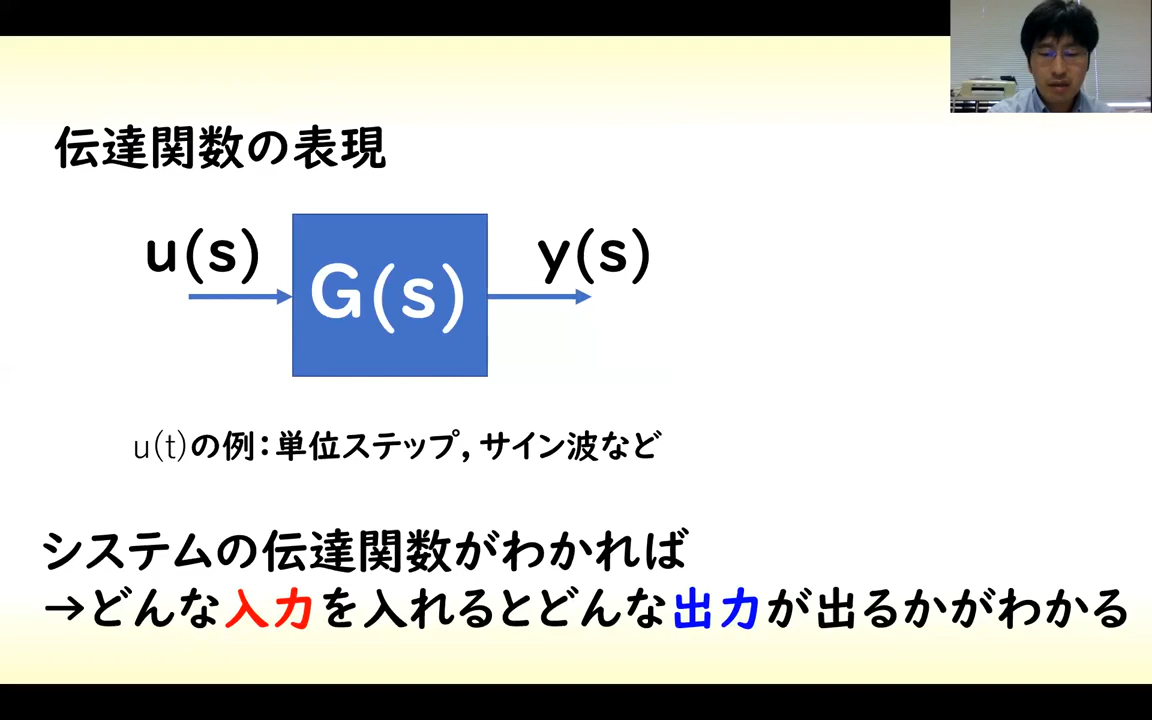 伝達関数の表現
u(s)
G(s)
y(s)
u(t)の例：単位ステップ，サイン波など
システムの伝達関数がわかれば
→どんな入力を入れるとどんな出力が出るかがわかる